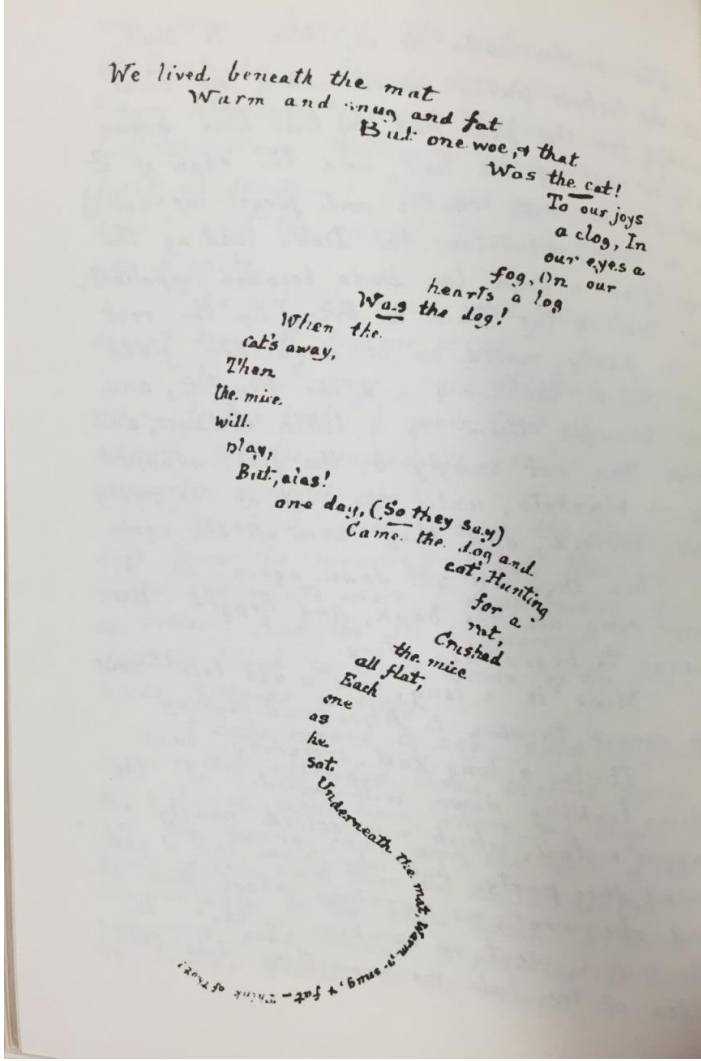 We lived beneath the mat
Warm and snug and fat
But one woe, & that
Was the cat!
To our joys
a clog, In
our eyes a
fog, On our
hearts a log
Was the dog!
When the
cat's away,
Then
the mice
will
play,
But, alas!
one day, (So they say)
Came the dog and
cat, Hunting
for a
rat,
Crushed
the mice
all flat,
Each
one
as
he
sat.
Underneath the mat, Warm, & snug, & fat – Think of that!